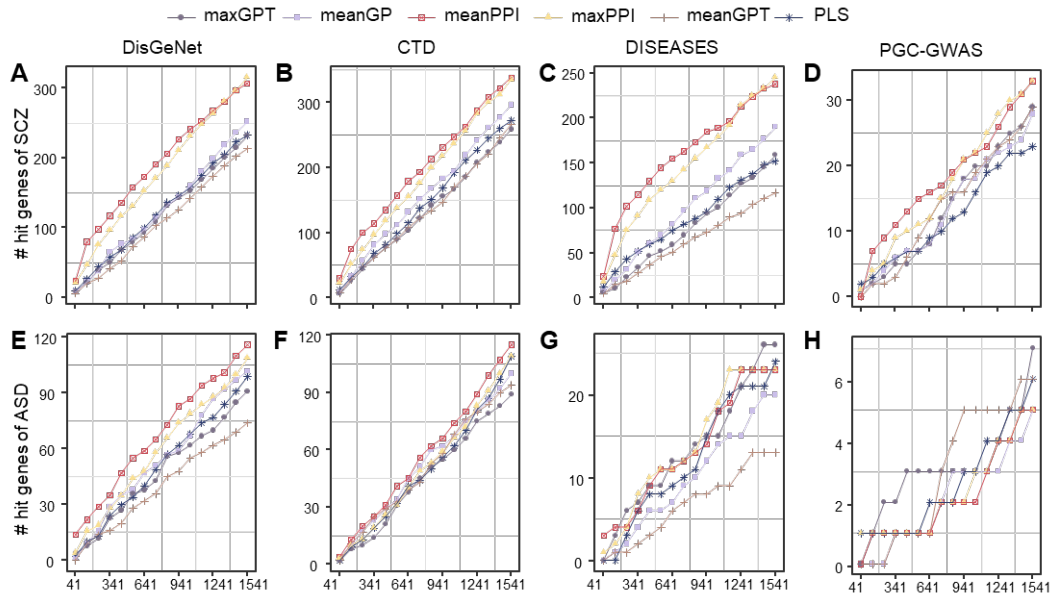 maxGPT meanGP meanPPI maxPPI meanGPT PLS
DisGeNet CTD DISEASES PGC-GWAS
A B C D
# hit genes of SCZ
300 200 100 0
300 200 100 0
250 200 150 100 50 0
30 20 10 0
E F G H
# hit genes of ASD
120 90 60 30 0
120 90 60 30 0
20 10 0
6 4 2 0
41 341 641 941 1241 1541
41 341 641 941 1241 1541
41 341 641 941 1241 1541
41 341 641 941 1241 1541